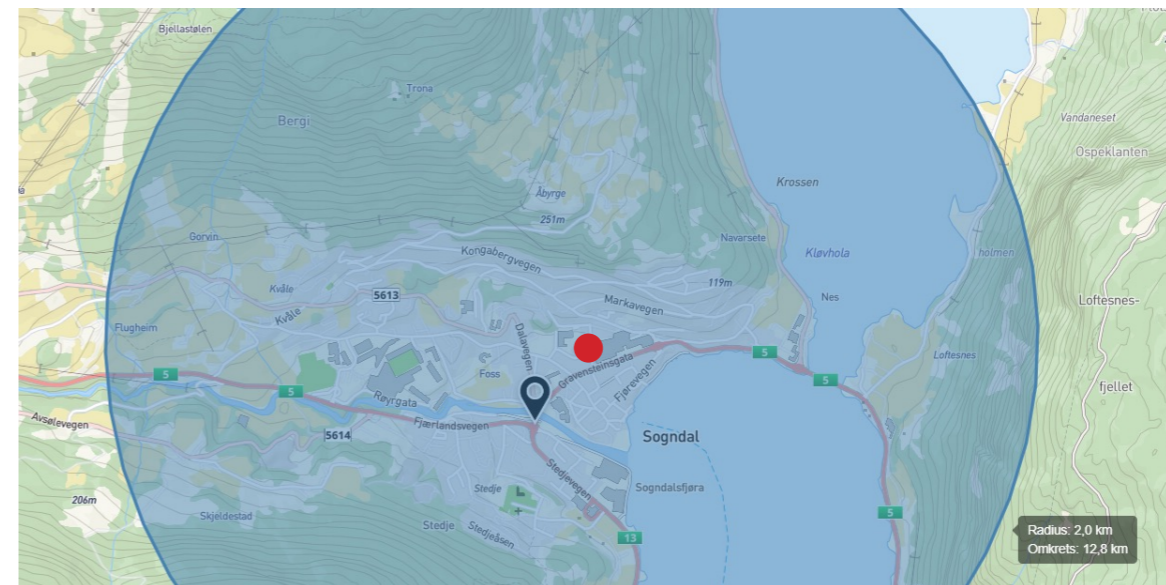 Bjellastølen
Trona
Bergi
Vandaneset
Ospeklanten
Krossen
Åbyrge
251m
Gorvin
Navarsete
Kløvhola
holmen
Kongabergvegen
119m
Kvåle
5613
Markavegen
Nes
Loftesnes-
Kvåle
Flugheim
Dalavegen
5
Loftesnes
Gravensteinsgata
5
Foss
5
5
Fjørevegen
fjellet
Røyrgata
Avsølevegen
Fjærlandsvegen
5614
Sogndal
Stedjevegen
Stedje
Sogndalsfjøra
206m
Skjeldestad
5
Stedje
Stedjeåsen
13
Radius: 2,0 km
Omkrets: 12,8 km